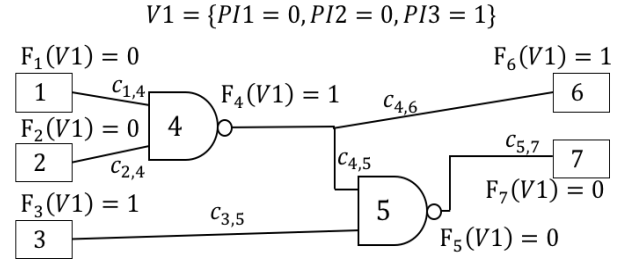 V1 = {PI1 = 0, PI2 = 0, PI3 = 1}
F₁(V1) = 0
F₆(V1) = 1
1
c₁,₄
F₄(V1) = 1
c₄,₆
6
F₂(V1) = 0
4
2
c₂,₄
c₄,₅
c₅,₇
7
F₃(V1) = 1
c₃,₅
5
F₇(V1) = 0
3
F₅(V1) = 0